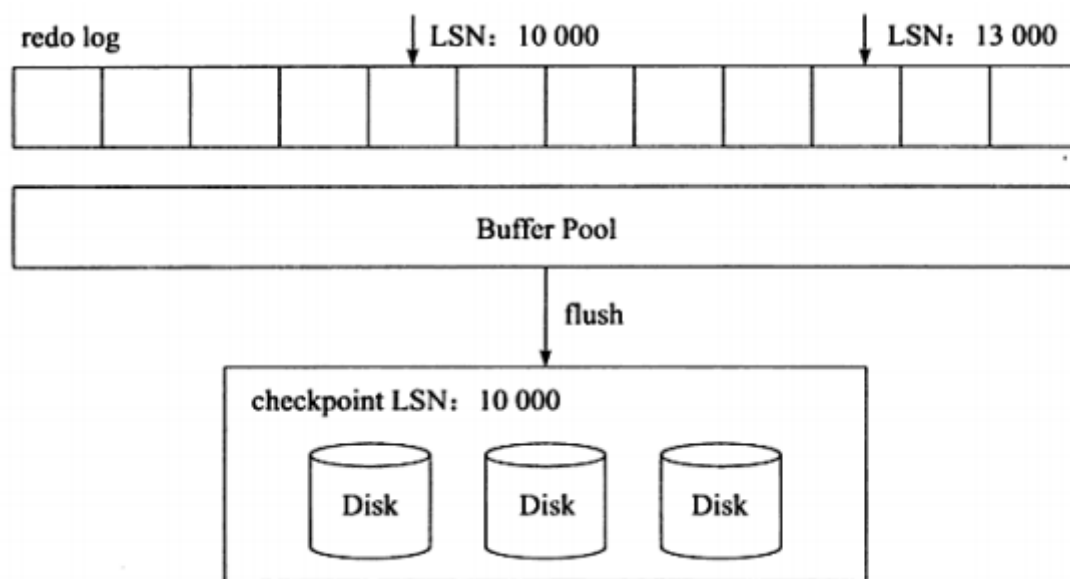 redo log
LSN：10 000
LSN：13 000
Buffer Pool
flush
checkpoint LSN：10 000
Disk
Disk
Disk